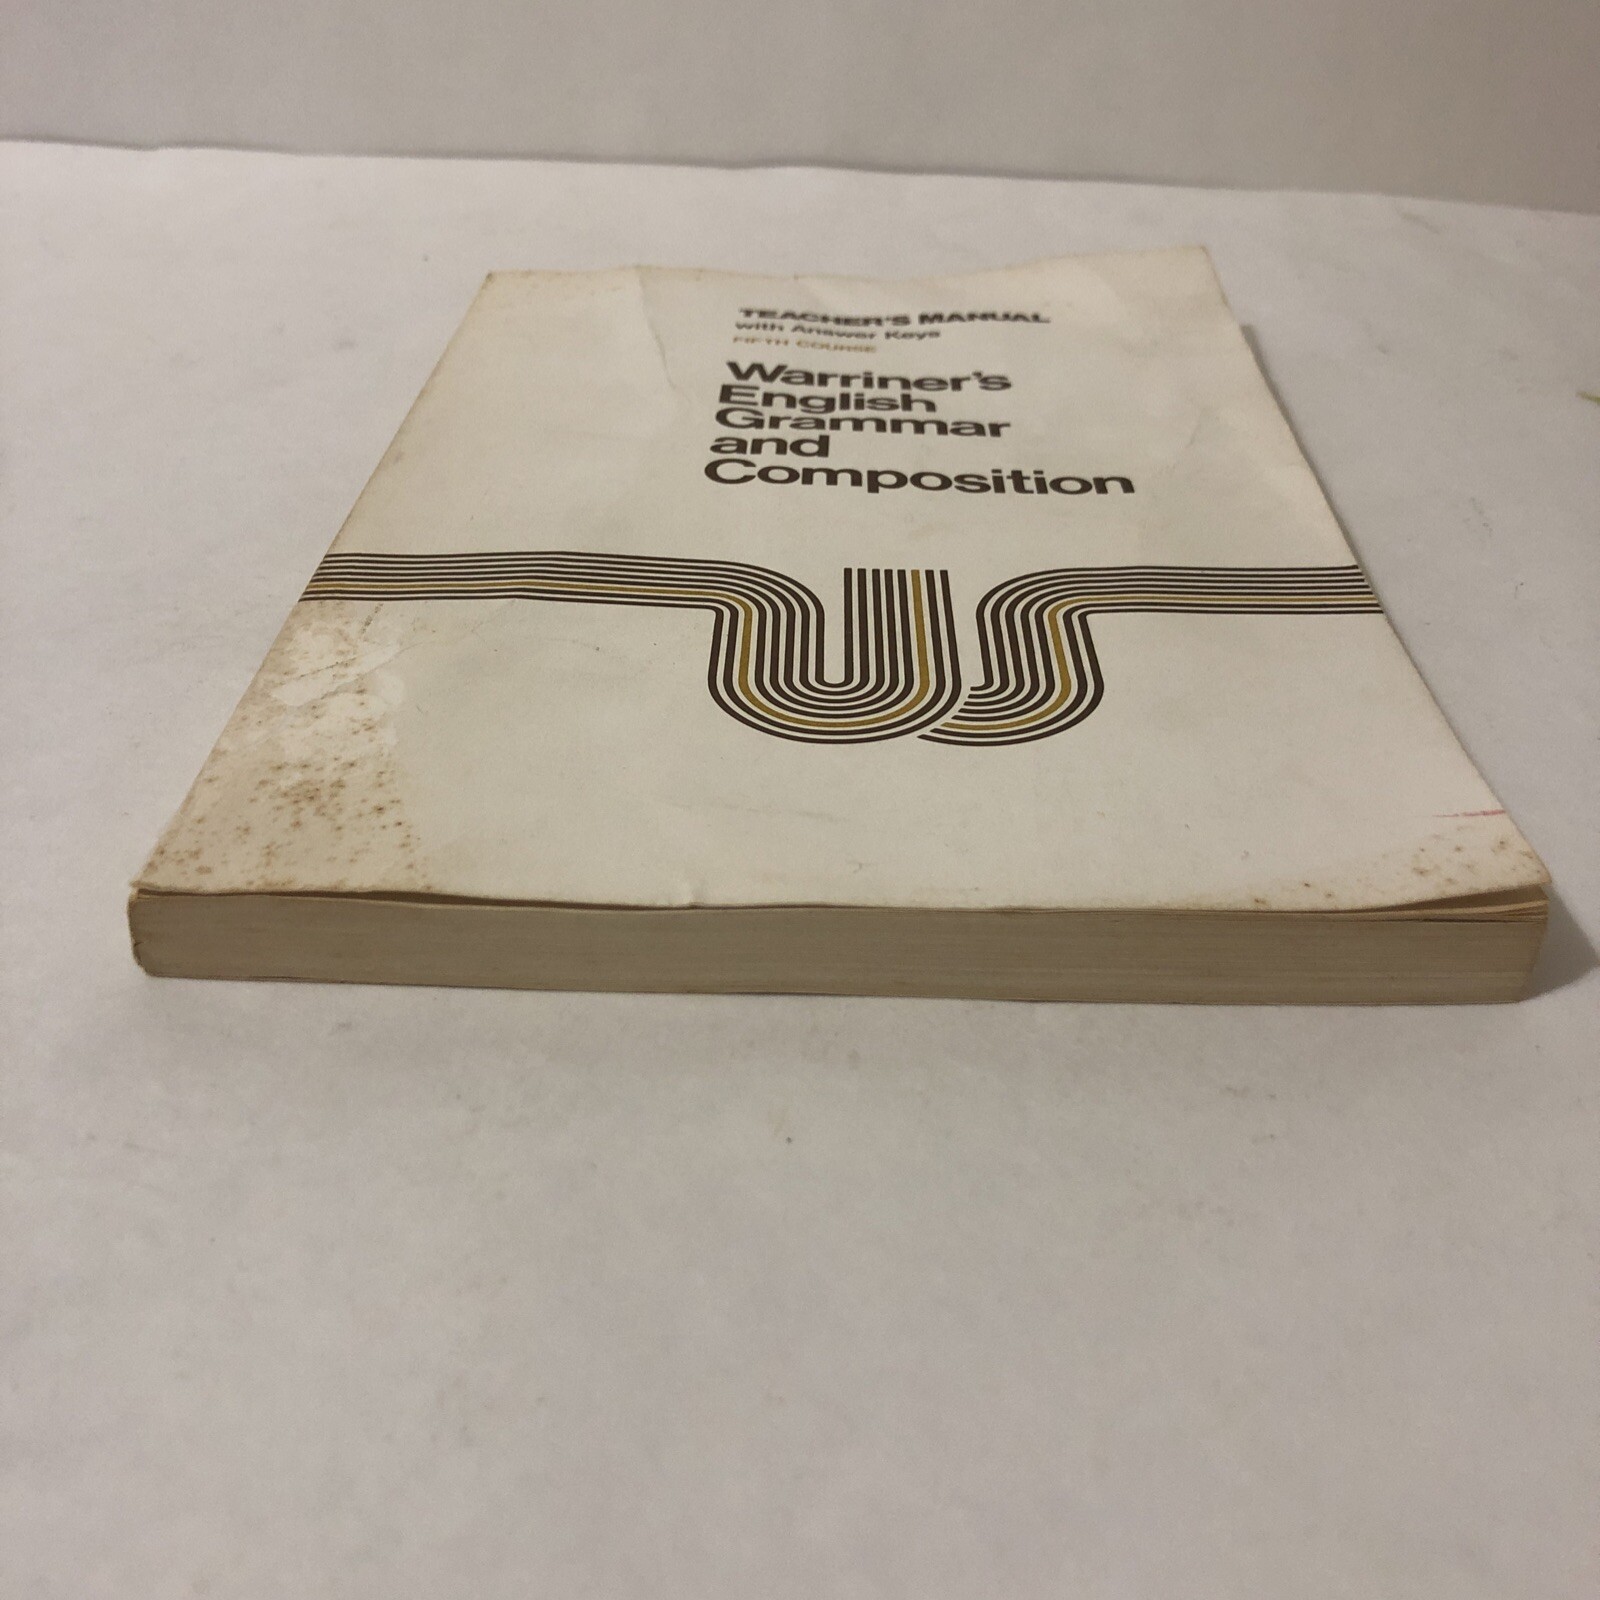 TEACHER'S MANUAL
with Answer Keys
FIFTH COURSE
Warriner's
English
Grammar
and
Composition